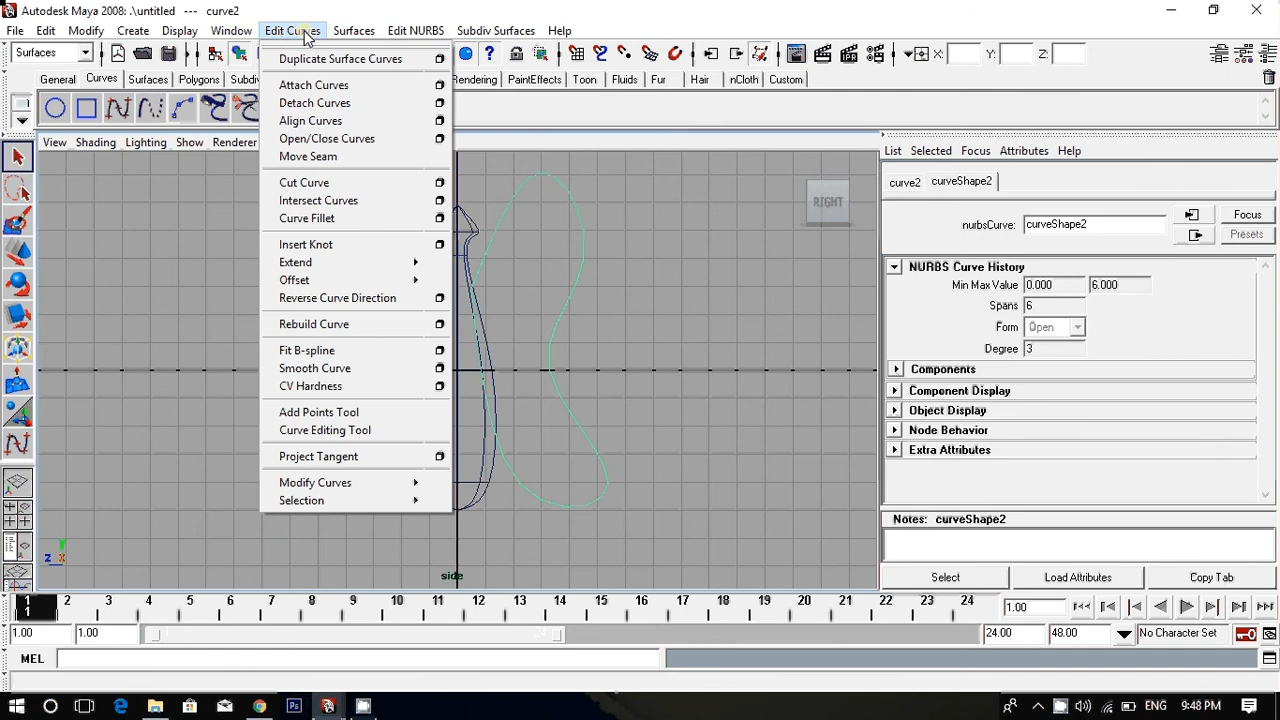 Autodesk Maya 2008: .\untitled --- curve2
File Edit Modify Create Display Window Edit Curves Surfaces Edit NURBS Subdiv Surfaces Help
Surfaces X: Y: Z:
General Curves Surfaces Polygons Rendering PaintEffects Toon Fluids Fur Hair nCloth Custom
View Shading Lighting Show
Duplicate Surface Curves
Attach Curves
Detach Curves
Align Curves
Open/Close Curves
Move Seam
Cut Curve
Intersect Curves
Curve Fillet
Insert Knot
Extend
Offset
Reverse Curve Direction
Rebuild Curve
Fit B-spline
Smooth Curve
CV Hardness
Add Points Tool
Curve Editing Tool
Project Tangent
Modify Curves
Selection
RIGHT
side
Y
Z X
List Selected Focus Attributes Help
curve2 curveShape2
nurbsCurve: curveShape2 Focus
Presets
NURBS Curve History
Min Max Value 0.000 6.000
Spans 6
Form Open
Degree 3
Components
Component Display
Object Display
Node Behavior
Extra Attributes
Notes: curveShape2
Select Load Attributes Copy Tab
1 2 3 4 5 6 7 8 9 10 11 12 13 14 15 16 17 18 19 20 21 22 23 24 1.00
1.00 1.00 24.00 48.00 No Character Set
MEL
ENG 9:48 PM